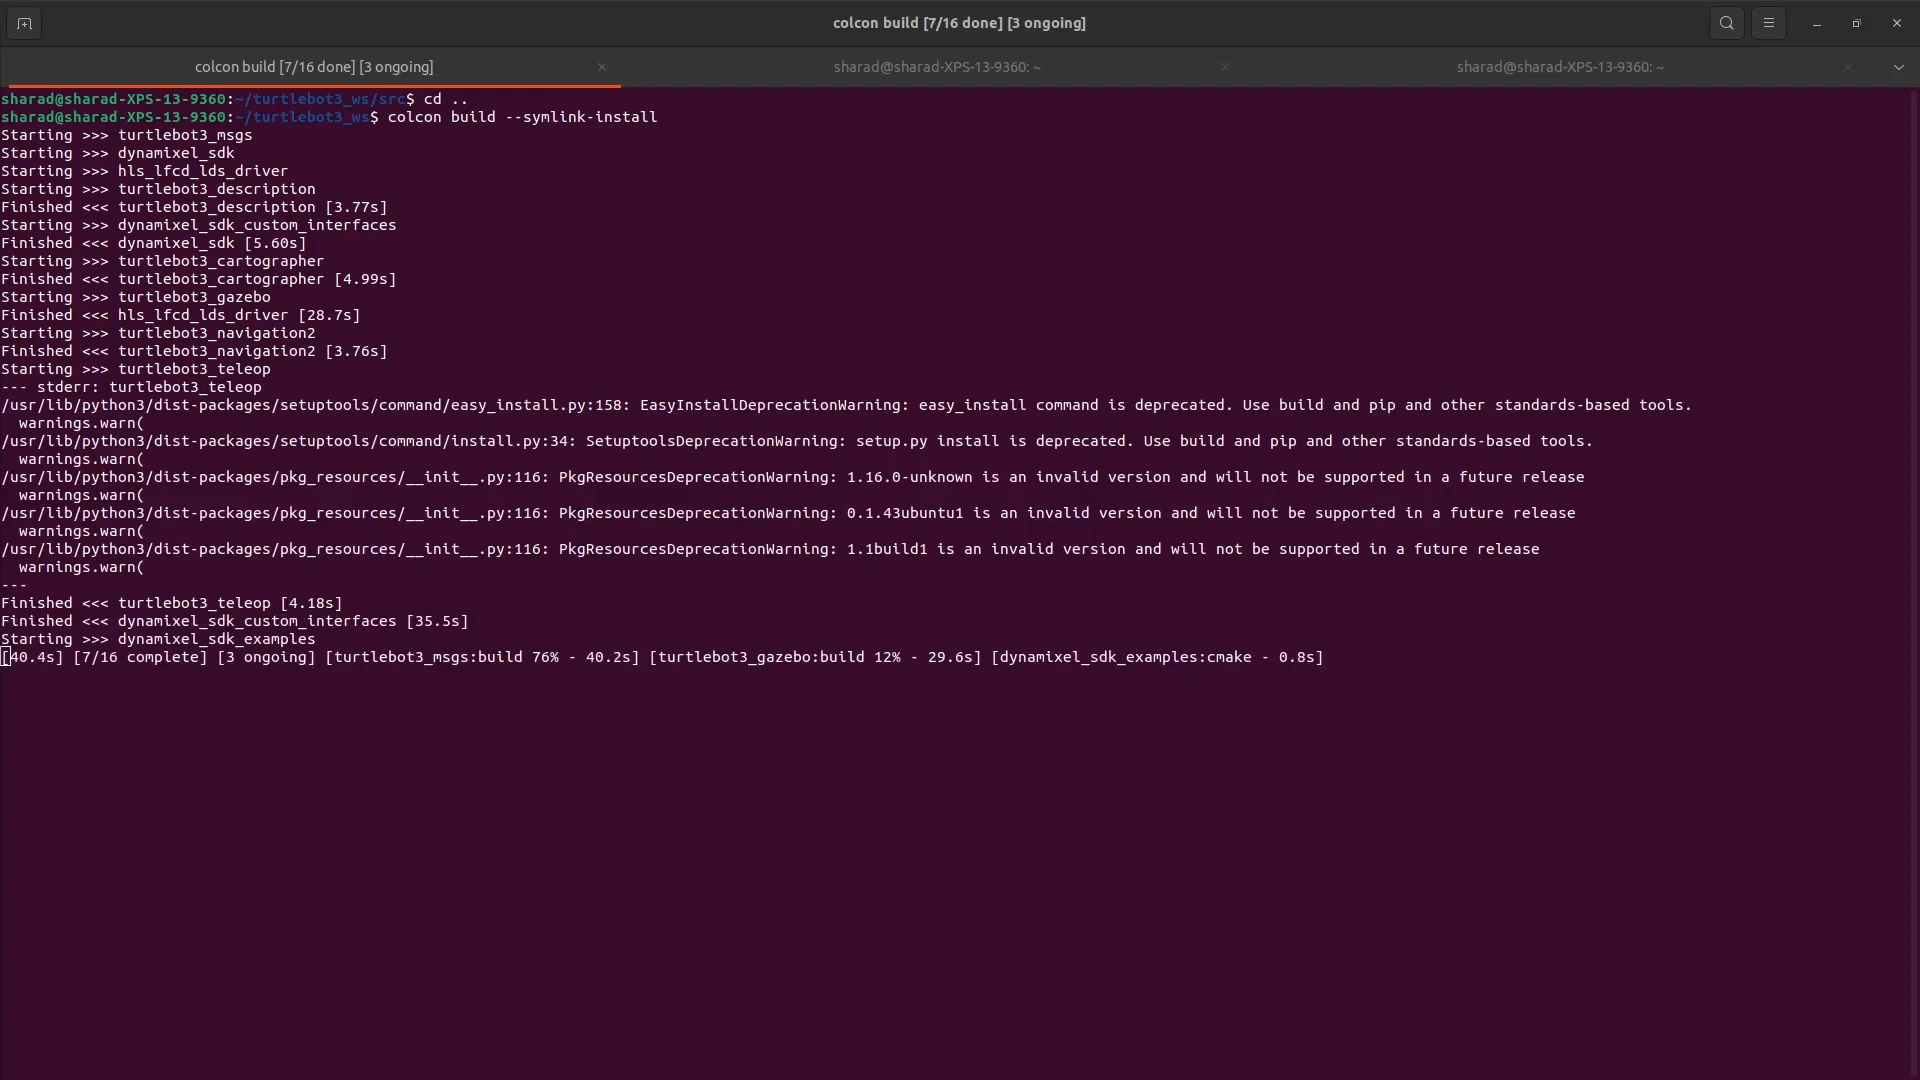 colcon build [7/16 done] [3 ongoing]
colcon build [7/16 done] [3 ongoing]
sharad@sharad-XPS-13-9360: ~
sharad@sharad-XPS-13-9360: ~
sharad@sharad-XPS-13-9360:~/turtlebot3_ws/src$ cd ..
sharad@sharad-XPS-13-9360:~/turtlebot3_ws$ colcon build --symlink-install
Starting >>> turtlebot3_msgs
Starting >>> dynamixel_sdk
Starting >>> hls_lfcd_lds_driver
Starting >>> turtlebot3_description
Finished <<< turtlebot3_description [3.77s]
Starting >>> dynamixel_sdk_custom_interfaces
Finished <<< dynamixel_sdk [5.60s]
Starting >>> turtlebot3_cartographer
Finished <<< turtlebot3_cartographer [4.99s]
Starting >>> turtlebot3_gazebo
Finished <<< hls_lfcd_lds_driver [28.7s]
Starting >>> turtlebot3_navigation2
Finished <<< turtlebot3_navigation2 [3.76s]
Starting >>> turtlebot3_teleop
--- stderr: turtlebot3_teleop
/usr/lib/python3/dist-packages/setuptools/command/easy_install.py:158: EasyInstallDeprecationWarning: easy_install command is deprecated. Use build and pip and other standards-based tools.
  warnings.warn(
/usr/lib/python3/dist-packages/setuptools/command/install.py:34: SetuptoolsDeprecationWarning: setup.py install is deprecated. Use build and pip and other standards-based tools.
  warnings.warn(
/usr/lib/python3/dist-packages/pkg_resources/__init__.py:116: PkgResourcesDeprecationWarning: 1.16.0-unknown is an invalid version and will not be supported in a future release
  warnings.warn(
/usr/lib/python3/dist-packages/pkg_resources/__init__.py:116: PkgResourcesDeprecationWarning: 0.1.43ubuntu1 is an invalid version and will not be supported in a future release
  warnings.warn(
/usr/lib/python3/dist-packages/pkg_resources/__init__.py:116: PkgResourcesDeprecationWarning: 1.1build1 is an invalid version and will not be supported in a future release
  warnings.warn(
---
Finished <<< turtlebot3_teleop [4.18s]
Finished <<< dynamixel_sdk_custom_interfaces [35.5s]
Starting >>> dynamixel_sdk_examples
[40.4s] [7/16 complete] [3 ongoing] [turtlebot3_msgs:build 76% - 40.2s] [turtlebot3_gazebo:build 12% - 29.6s] [dynamixel_sdk_examples:cmake - 0.8s]